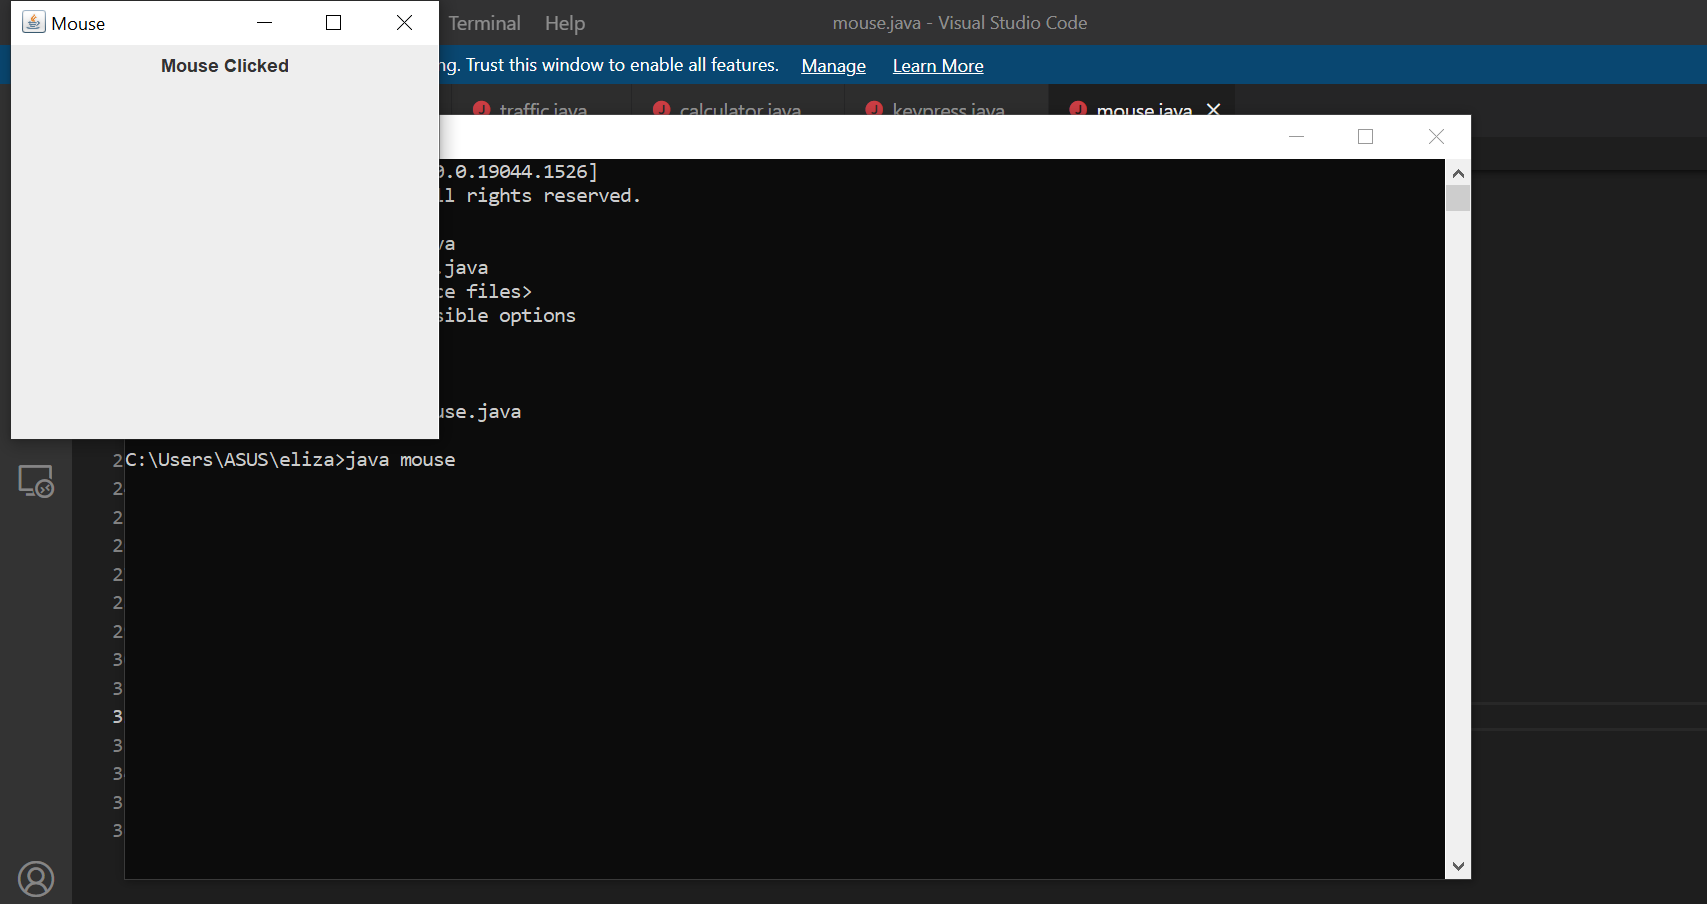 Mouse
Terminal Help
mouse.java - Visual Studio Code
Mouse Clicked
ng. Trust this window to enable all features. Manage Learn More
traffic.java calculator.java keypress.java mouse.java
0.0.19044.1526]
ll rights reserved.
va
.java
ce files>
sible options
use.java
C:\Users\ASUS\eliza>java mouse
2
2
2
2
2
2
2
3
3
3
3
3
3
3